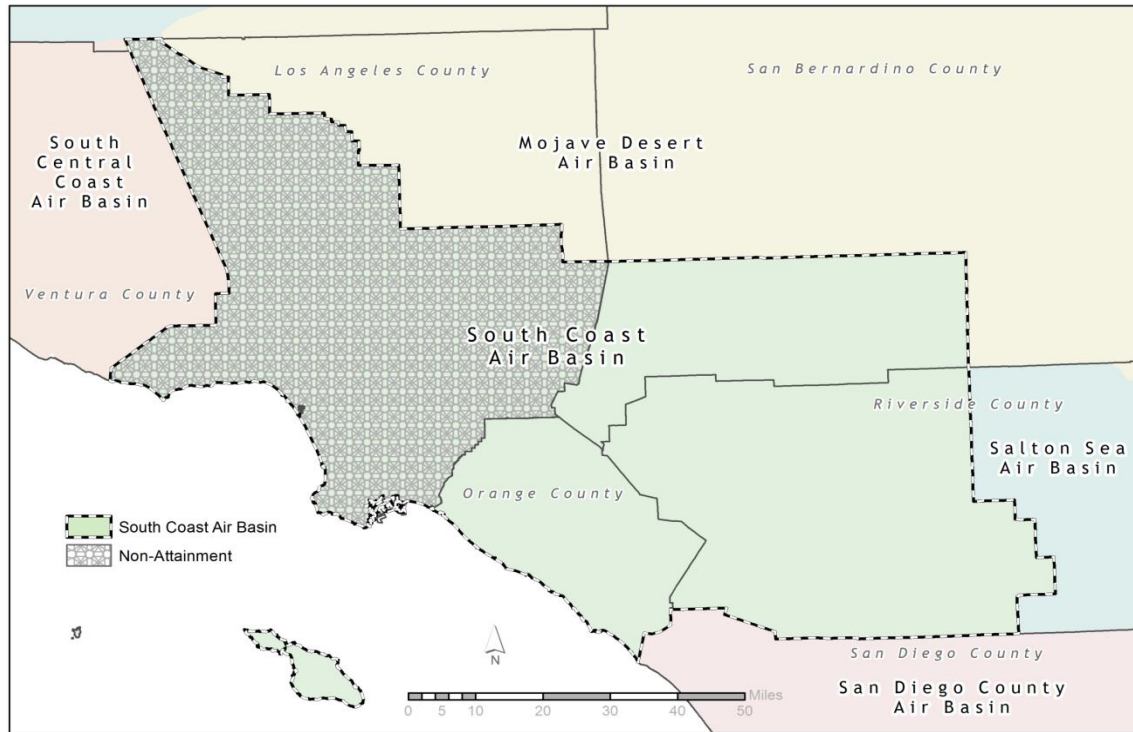 Los Angeles County
San Bernardino County
South
Central
Coast
Air Basin
Mojave Desert
Air Basin
Ventura County
South Coast
Air Basin
Riverside County
Salton Sea
Air Basin
Orange County
South Coast Air Basin
Non-Attainment
N
San Diego County
San Diego County
Air Basin
Miles
0 5 10 20 30 40 50